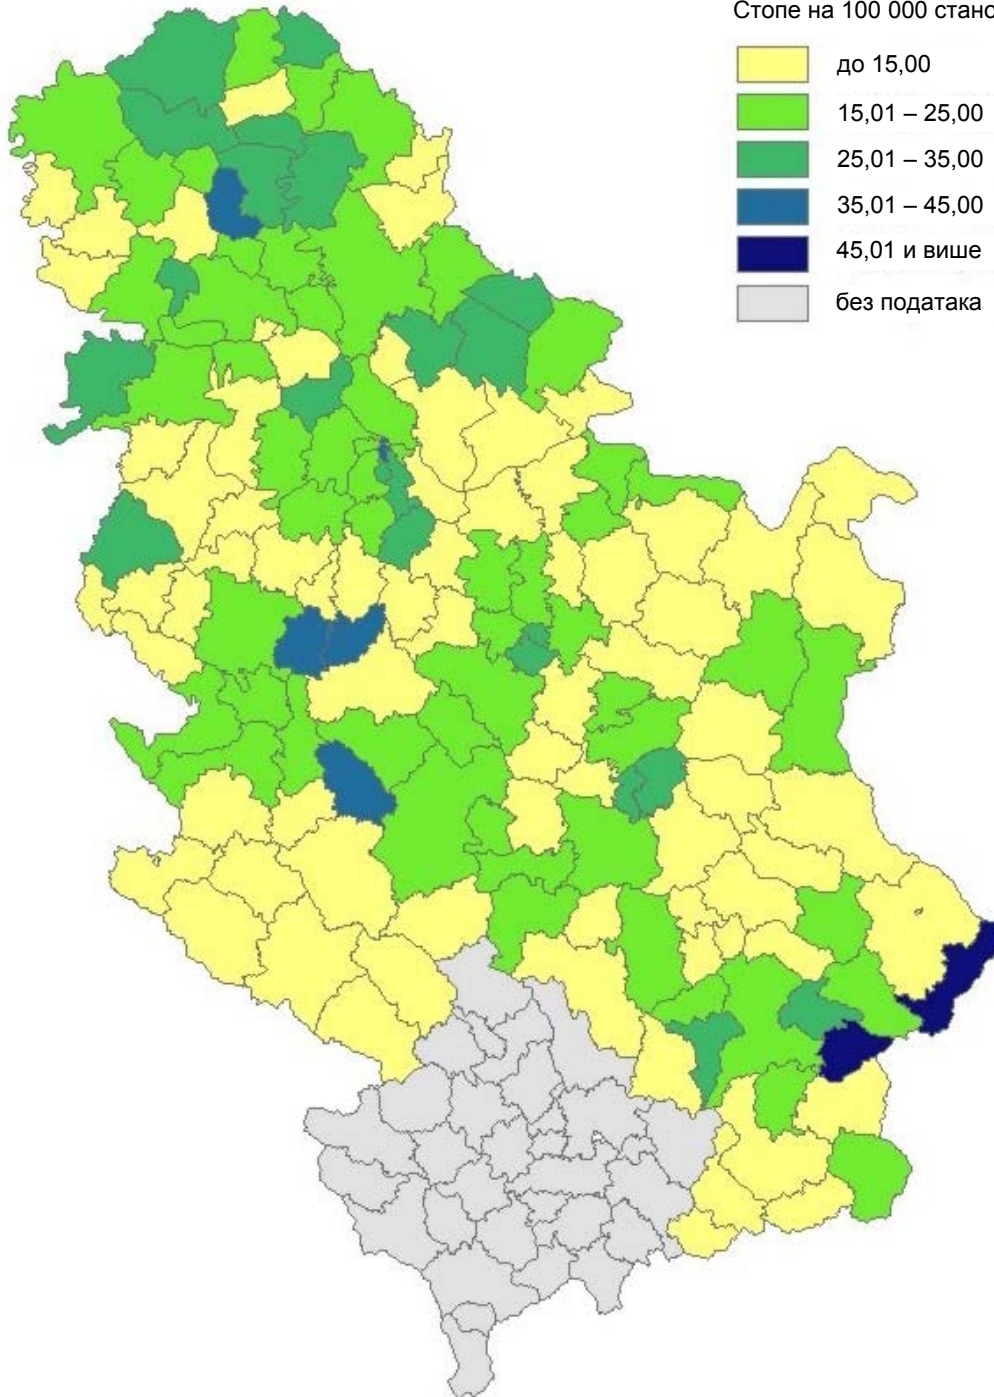 Стопе на 100 000 стано
до 15,00
15,01 – 25,00
25,01 – 35,00
35,01 – 45,00
45,01 и више
без података